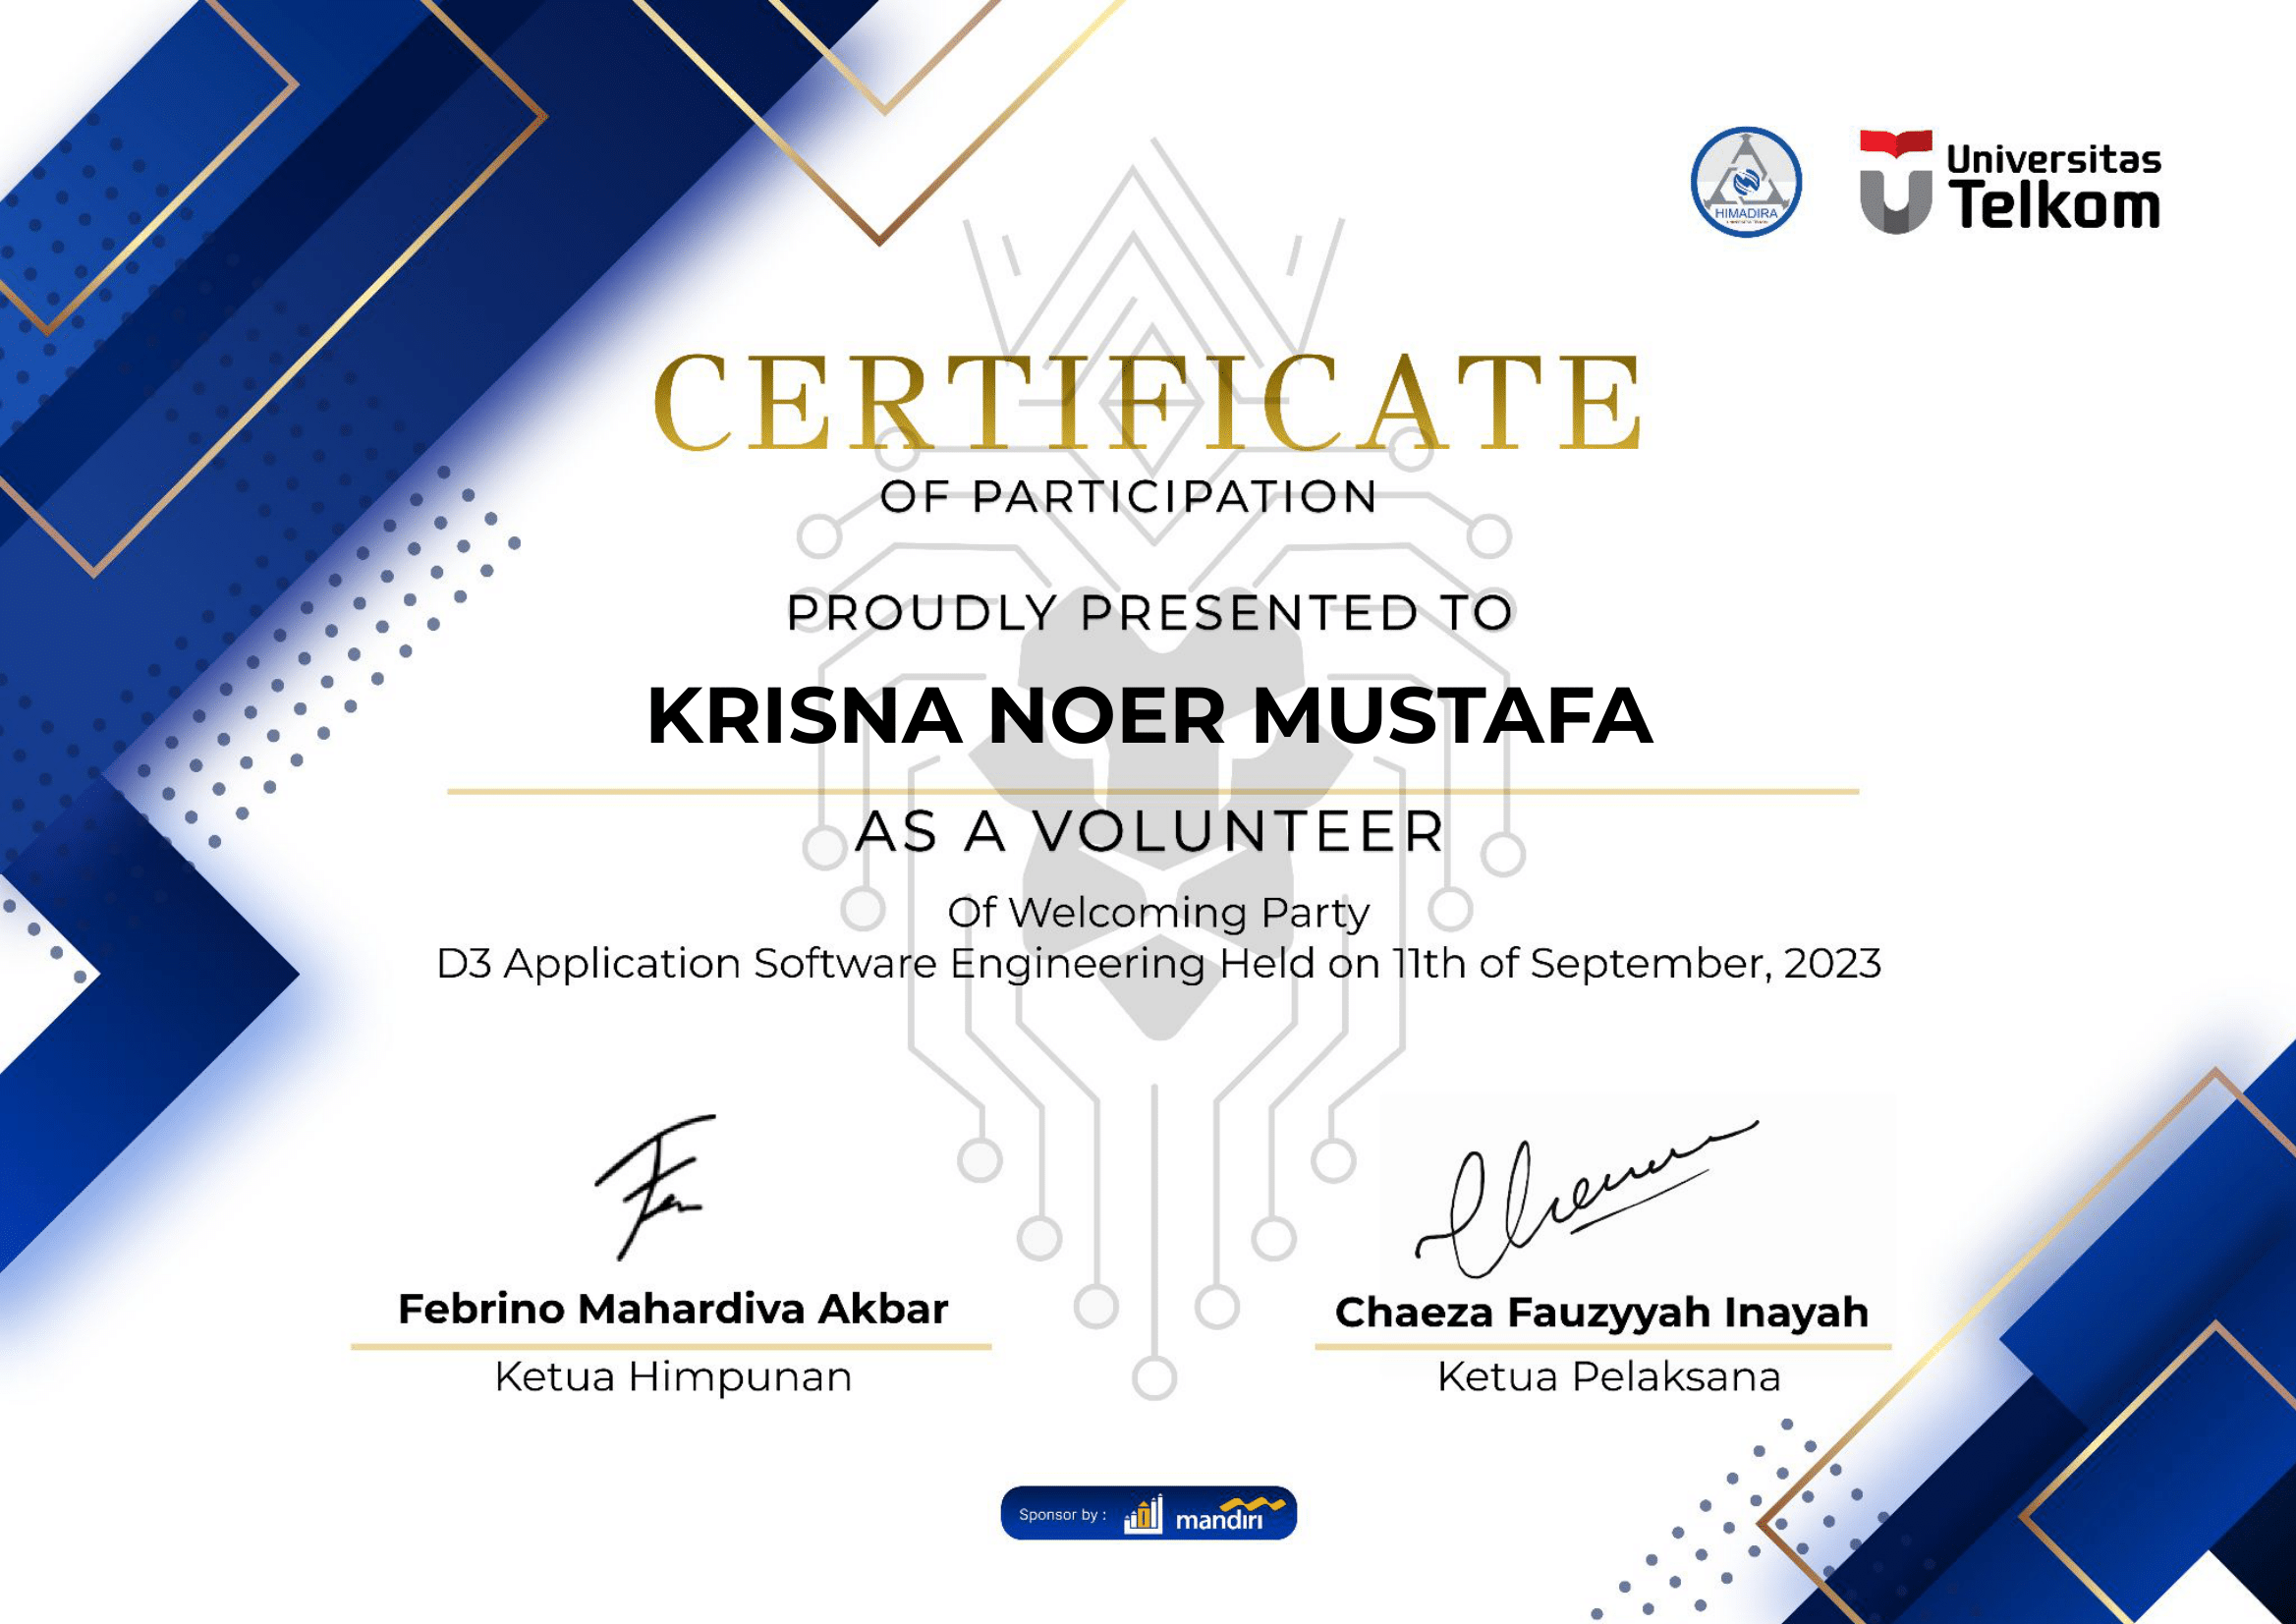 HIMADIRA
Universitas
Telkom
CERTIFICATE
OF PARTICIPATION
PROUDLY PRESENTED TO
KRISNA NOER MUSTAFA
AS A VOLUNTEER
Of Welcoming Party
D3 Application Software Engineering Held on 11th of September, 2023
Febrino Mahardiva Akbar
Ketua Himpunan
Chaeza Fauzyyah Inayah
Ketua Pelaksana
Sponsor by :
mandiri